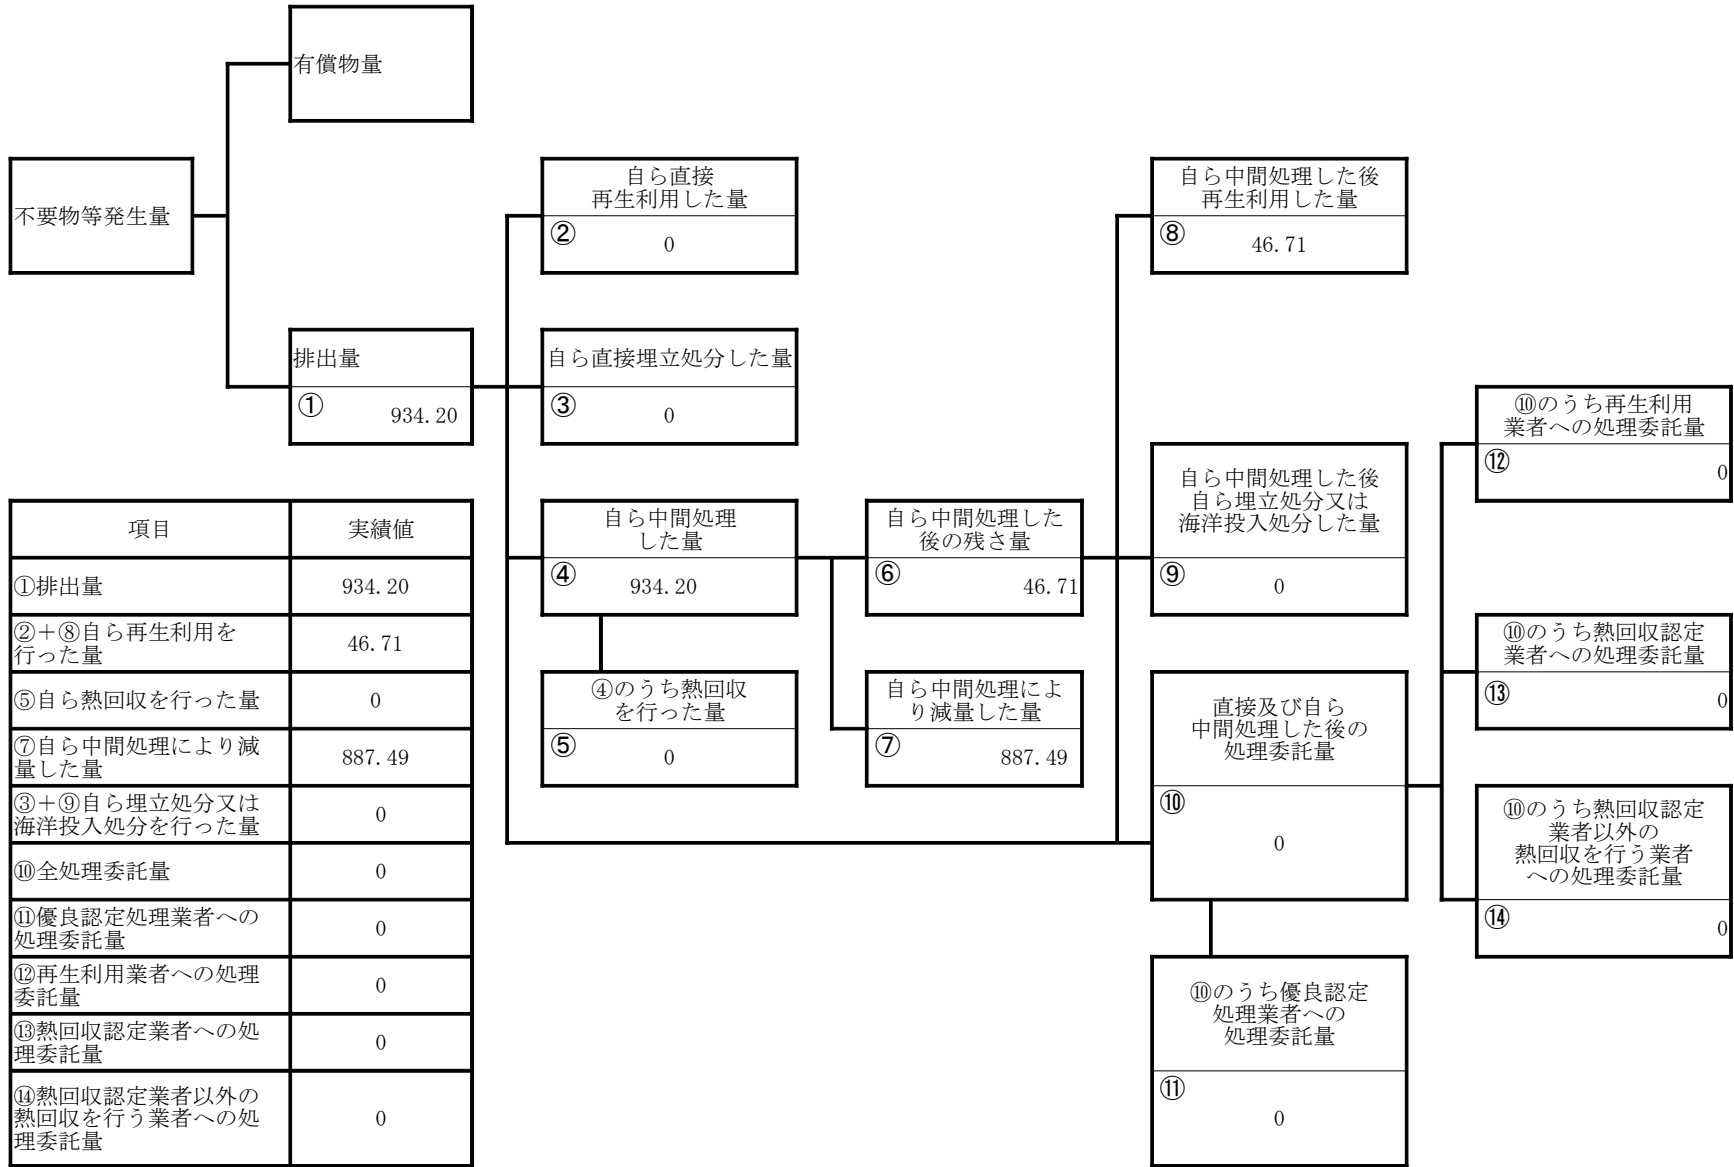 有償物量
不要物等発生量
排出量
①
934.20
自ら直接
再生利用した量
②
0
自ら直接埋立処分した量
③
0
自ら中間処理
した量
④
934.20
④のうち熱回収
を行った量
⑤
0
自ら中間処理した
後の残さ量
⑥
46.71
自ら中間処理によ
り減量した量
⑦
887.49
自ら中間処理した後
再生利用した量
⑧
46.71
自ら中間処理した後
自ら埋立処分又は
海洋投入処分した量
⑨
0
直接及び自ら
中間処理した後の
処理委託量
⑩
0
⑩のうち優良認定
処理業者への
処理委託量
⑪
0
⑩のうち再生利用
業者への処理委託量
⑫
0
⑩のうち熱回収認定
業者への処理委託量
⑬
0
⑩のうち熱回収認定
業者以外の
熱回収を行う業者
への処理委託量
⑭
0
項目 実績値
①排出量 934.20
②+⑧自ら再生利用を
行った量 46.71
⑤自ら熱回収を行った量 0
⑦自ら中間処理により減
量した量 887.49
③+⑨自ら埋立処分又は
海洋投入処分を行った量 0
⑩全処理委託量 0
⑪優良認定処理業者への
処理委託量 0
⑫再生利用業者への処理
委託量 0
⑬熱回収認定業者への処
理委託量 0
⑭熱回収認定業者以外の
熱回収を行う業者への処
理委託量 0